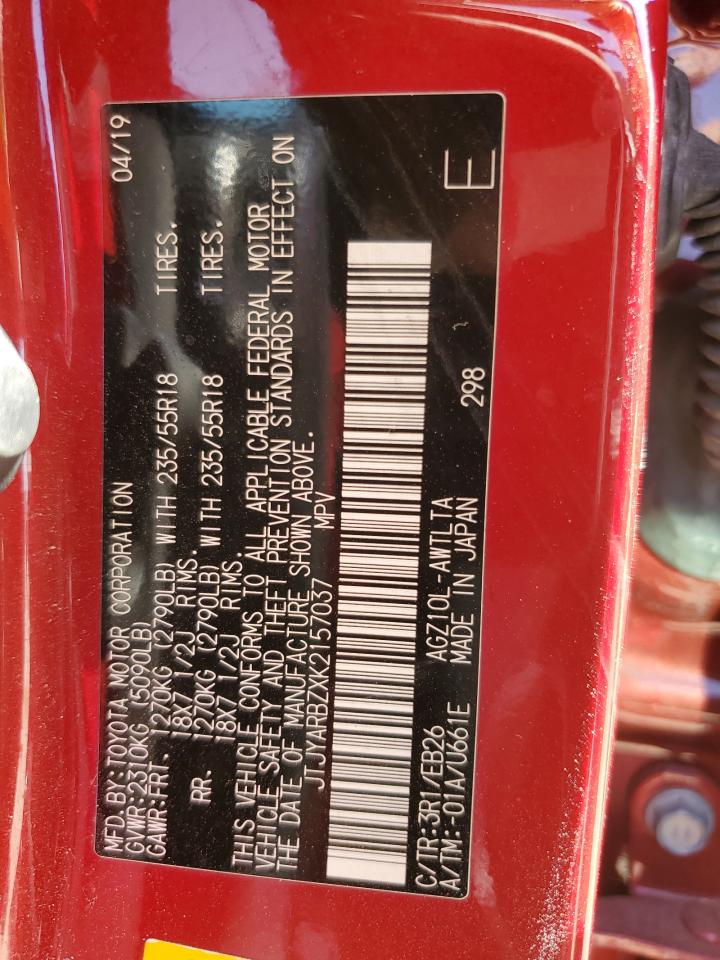 MFD. BY: TOYOTA MOTOR CORPORATION 04/19
GVWR: 2310KG (5090LB)
GAWR: FR. 1270KG (2790LB) WITH 235/55R18 TIRES.
18X7 1/2J RIMS.
RR. 1270KG (2790LB) WITH 235/55R18 TIRES.
18X7 1/2J RIMS.
THIS VEHICLE CONFORMS TO ALL APPLICABLE FEDERAL MOTOR
VEHICLE SAFETY AND THEFT PREVENTION STANDARDS IN EFFECT ON
THE DATE OF MANUFACTURE SHOWN ABOVE.
JTJYARBZXK2157037 MPV
C/TR: 3R1/EB26 AGZ10L-AWTLTA 298 E
A/TM: -01A/U661E MADE IN JAPAN